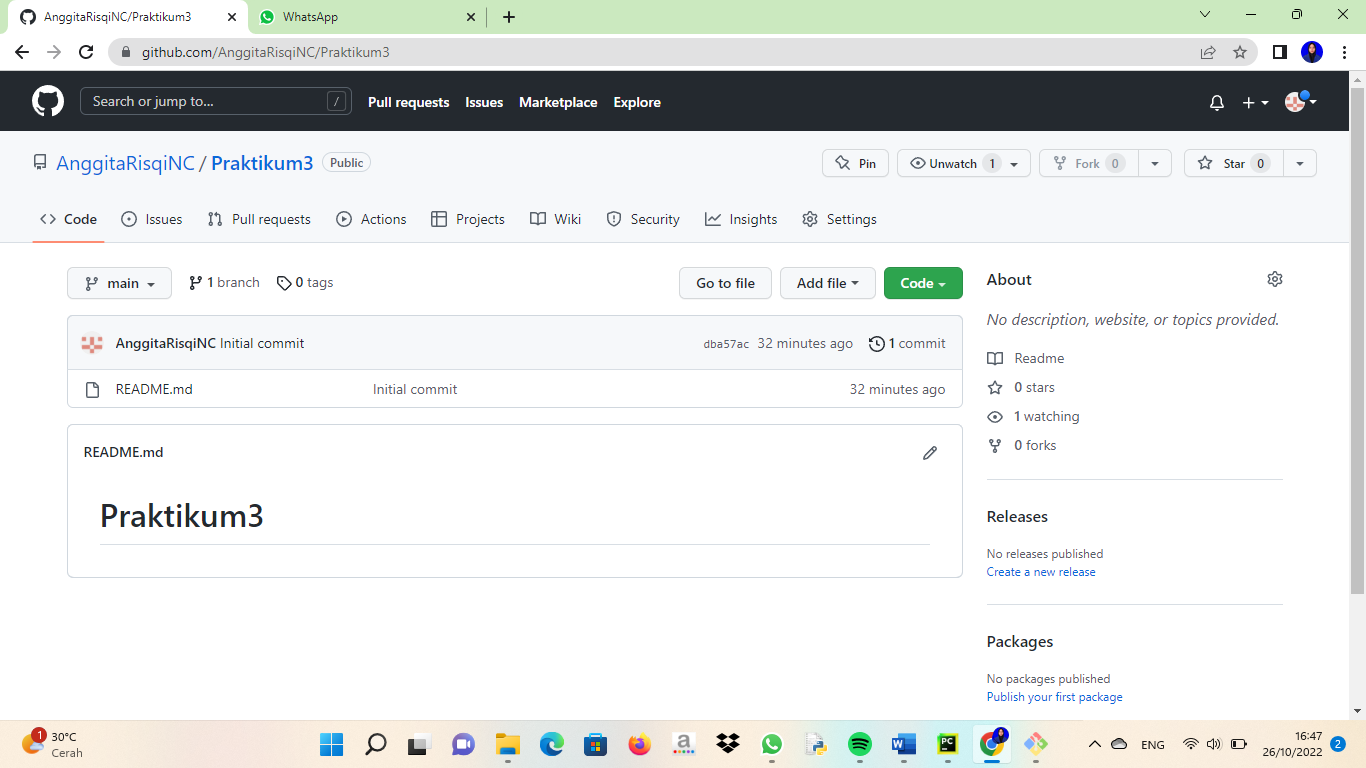 AnggitaRisqiNC/Praktikum3
WhatsApp
github.com/AnggitaRisqiNC/Praktikum3
Search or jump to... /
Pull requests Issues Marketplace Explore
AnggitaRisqiNC / Praktikum3 Public
Pin Unwatch 1 Fork 0 Star 0
Code Issues Pull requests Actions Projects Wiki Security Insights Settings
main 1 branch 0 tags Go to file Add file Code
AnggitaRisqiNC Initial commit dba57ac 32 minutes ago 1 commit
README.md Initial commit 32 minutes ago
README.md
Praktikum3
About
No description, website, or topics provided.
Readme
0 stars
1 watching
0 forks
Releases
No releases published
Create a new release
Packages
No packages published
Publish your first package
1
30°C
Cerah
a
PC
W
ENG
16:47
26/10/2022
2